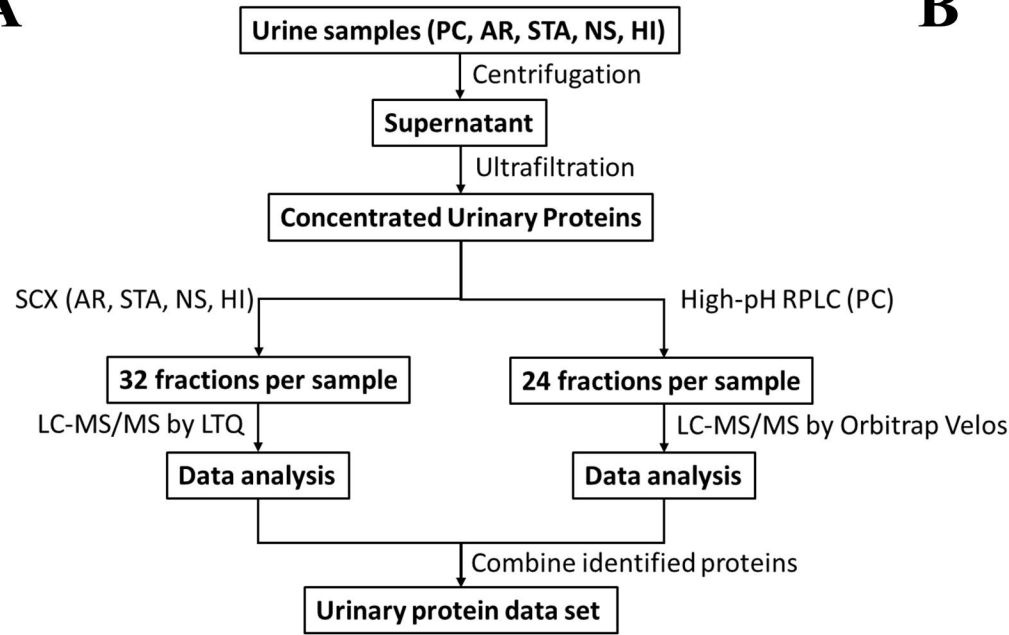 A
B
Urine samples (PC, AR, STA, NS, HI)
Centrifugation
Supernatant
Ultrafiltration
Concentrated Urinary Proteins
SCX (AR, STA, NS, HI)
High-pH RPLC (PC)
32 fractions per sample
24 fractions per sample
LC-MS/MS by LTQ
LC-MS/MS by Orbitrap Velos
Data analysis
Data analysis
Combine identified proteins
Urinary protein data set